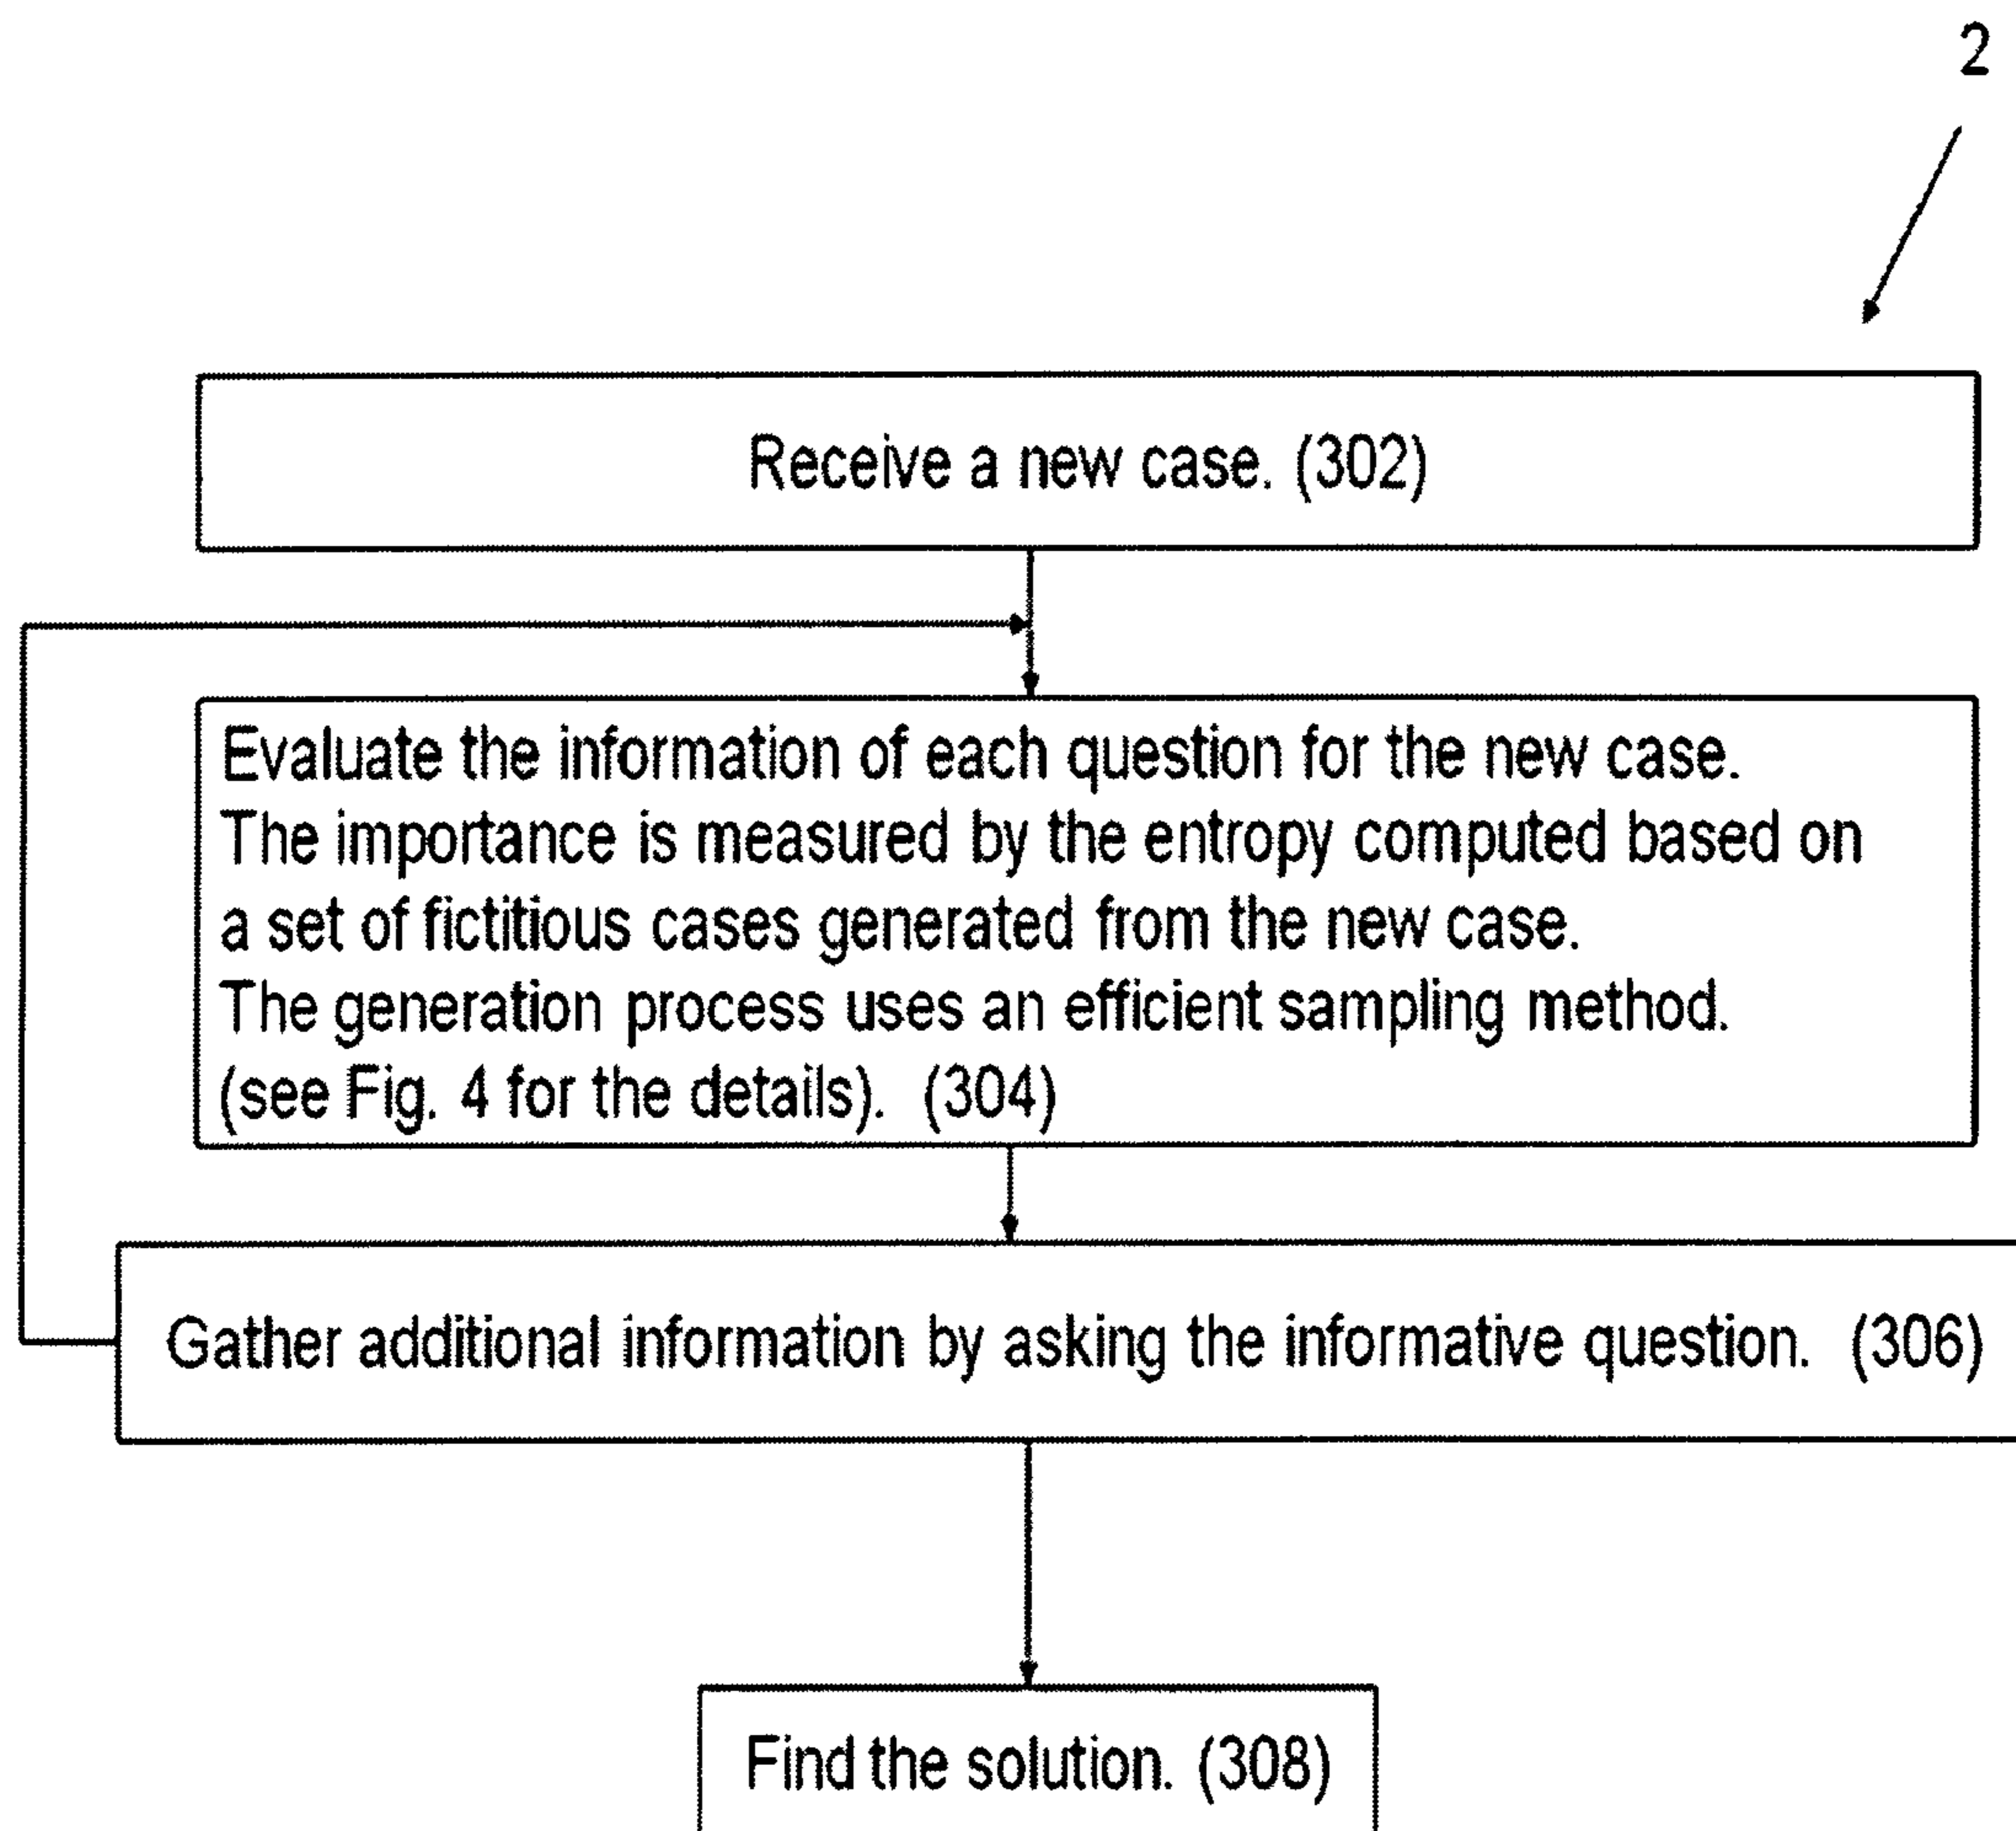 2
Receive a new case. (302)
Evaluate the information of each question for the new case.
The importance is measured by the entropy computed based on
a set of fictitious cases generated from the new case.
The generation process uses an efficient sampling method.
(see Fig. 4 for the details). (304)
Gather additional information by asking the informative question. (306)
Find the solution. (308)